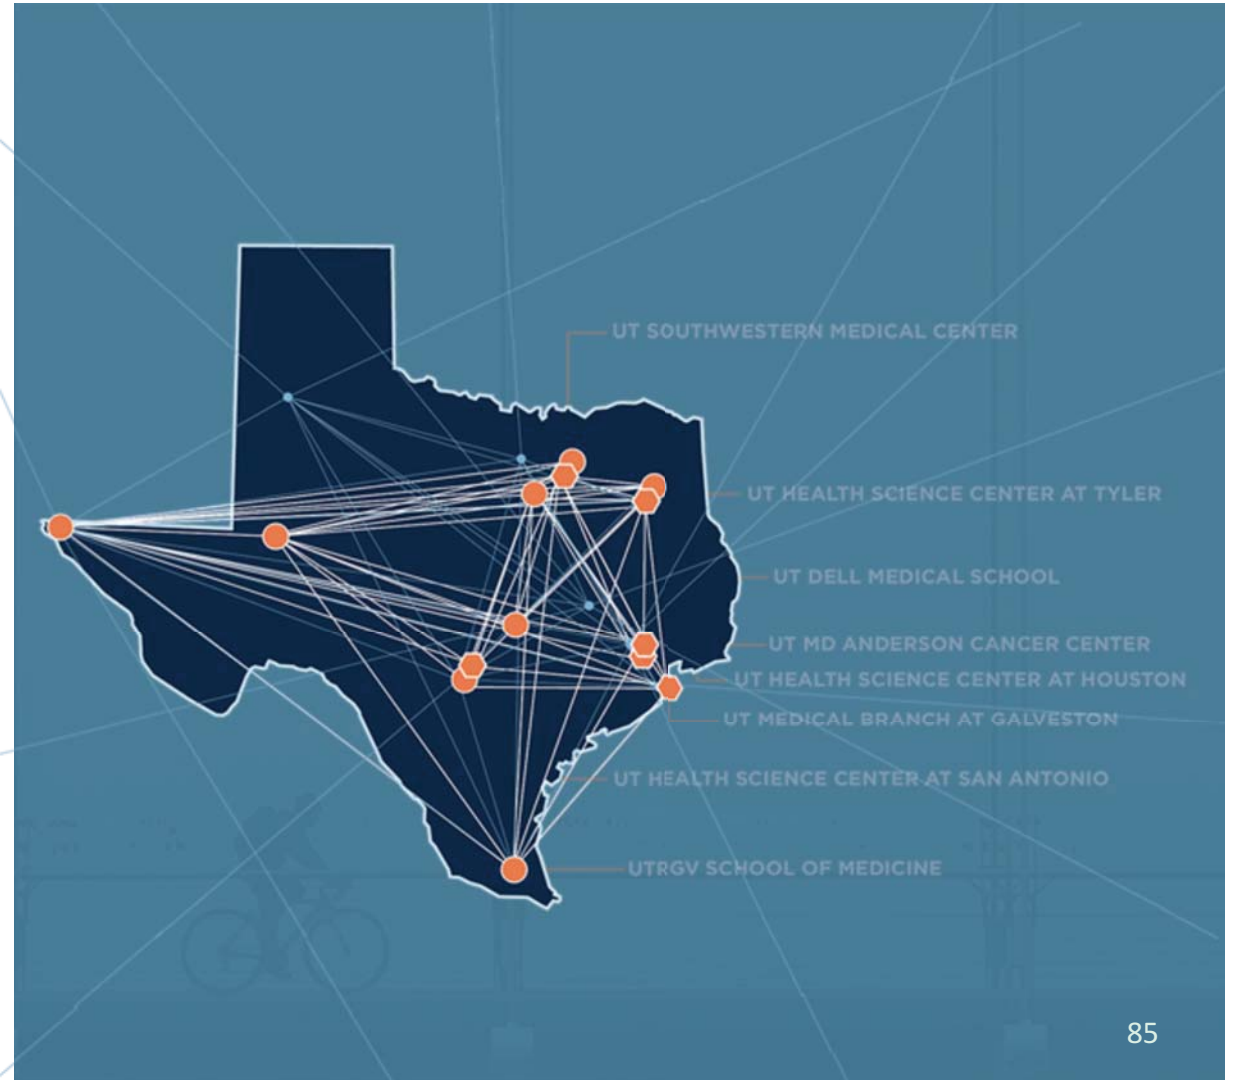 UT SOUTHWESTERN MEDICAL CENTER
UT HEALTH SCIENCE CENTER AT TYLER
UT DELL MEDICAL SCHOOL
UT MD ANDERSON CANCER CENTER
UT HEALTH SCIENCE CENTER AT HOUSTON
UT MEDICAL BRANCH AT GALVESTON
UT HEALTH SCIENCE CENTER AT SAN ANTONIO
UTRGV SCHOOL OF MEDICINE
85